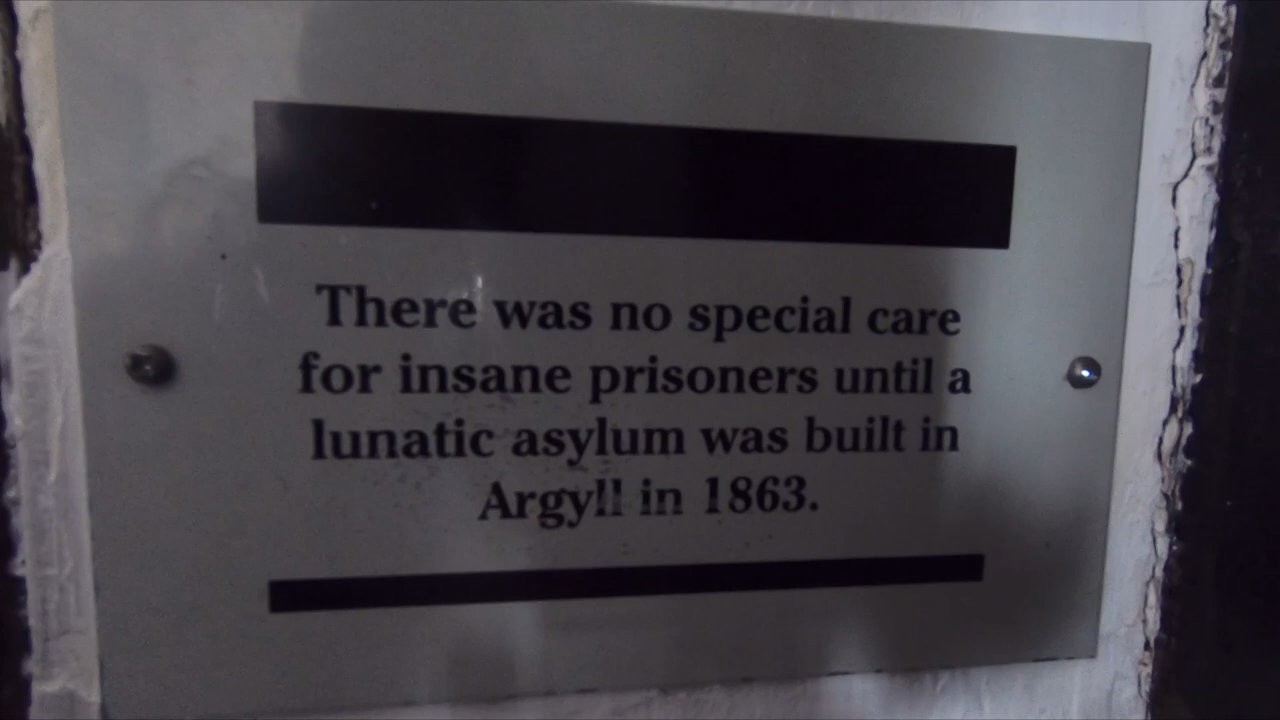 There was no special care
for insane prisoners until a
lunatic asylum was built in
Argyll in 1863.